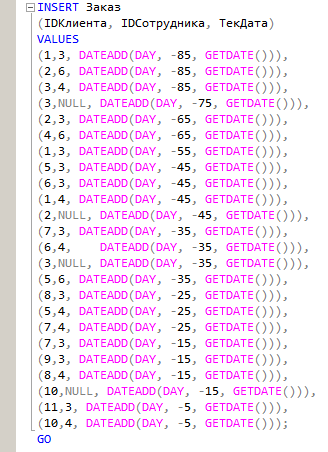 INSERT Заказ
(IDКлиента, IDСотрудника, ТекДата)
VALUES
(1,3, DATEADD(DAY, -85, GETDATE())),
(2,6, DATEADD(DAY, -85, GETDATE())),
(3,4, DATEADD(DAY, -85, GETDATE())),
(3,NULL, DATEADD(DAY, -75, GETDATE())),
(2,3, DATEADD(DAY, -65, GETDATE())),
(4,6, DATEADD(DAY, -65, GETDATE())),
(1,3, DATEADD(DAY, -55, GETDATE())),
(5,3, DATEADD(DAY, -45, GETDATE())),
(6,3, DATEADD(DAY, -45, GETDATE())),
(1,4, DATEADD(DAY, -45, GETDATE())),
(2,NULL, DATEADD(DAY, -45, GETDATE())),
(7,3, DATEADD(DAY, -35, GETDATE())),
(6,4,    DATEADD(DAY, -35, GETDATE())),
(3,NULL, DATEADD(DAY, -35, GETDATE())),
(5,6, DATEADD(DAY, -35, GETDATE())),
(8,3, DATEADD(DAY, -25, GETDATE())),
(5,4, DATEADD(DAY, -25, GETDATE())),
(7,4, DATEADD(DAY, -25, GETDATE())),
(7,3, DATEADD(DAY, -15, GETDATE())),
(9,3, DATEADD(DAY, -15, GETDATE())),
(8,4, DATEADD(DAY, -15, GETDATE())),
(10,NULL, DATEADD(DAY, -15, GETDATE())),
(11,3, DATEADD(DAY, -5, GETDATE())),
(10,4, DATEADD(DAY, -5, GETDATE()));
GO